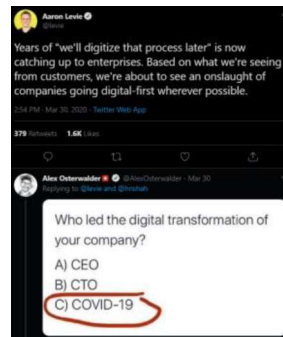 Aaron Levie
@levie
Years of "we'll digitize that process later" is now
catching up to enterprises. Based on what we're seeing
from customers, we're about to see an onslaught of
companies going digital-first wherever possible.
2:54 PM · Mar 30, 2020 · Twitter Web App
379 Retweets 1.6K Likes
Alex Osterwalder @AlexOsterwalder · Mar 30
Replying to @levie and @hnshah
Who led the digital transformation of
your company?
A) CEO
B) CTO
C) COVID-19